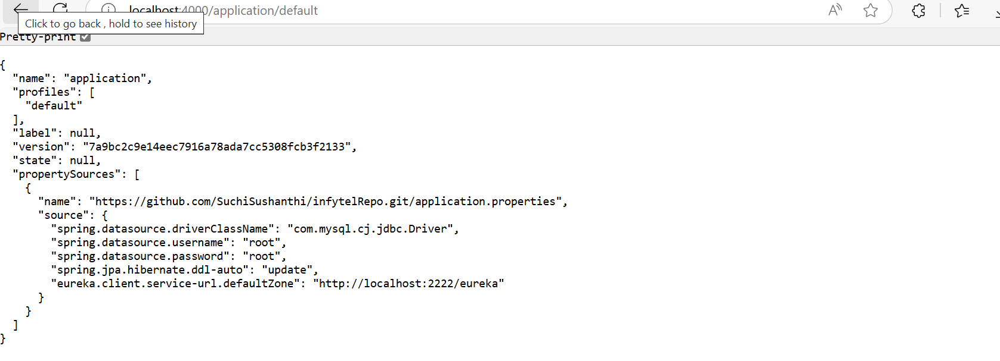 localhost:4000/application/default
Click to go back , hold to see history
Pretty-print
{
  "name": "application",
  "profiles": [
    "default"
  ],
  "label": null,
  "version": "7a9bc2c9e14eec7916a78ada7cc5308fcb3f2133",
  "state": null,
  "propertySources": [
    {
      "name": "https://github.com/SuchiSushanthi/infytelRepo.git/application.properties",
      "source": {
        "spring.datasource.driverClassName": "com.mysql.cj.jdbc.Driver",
        "spring.datasource.username": "root",
        "spring.datasource.password": "root",
        "spring.jpa.hibernate.ddl-auto": "update",
        "eureka.client.service-url.defaultZone": "http://localhost:2222/eureka"
      }
    }
  ]
}